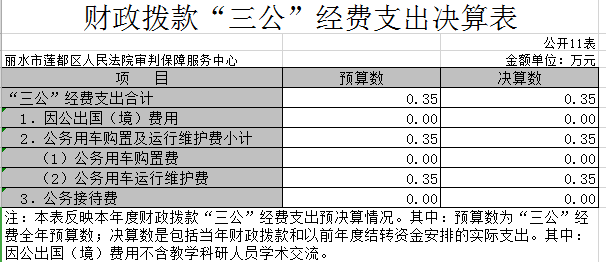 财政拨款“三公”经费支出决算表
公开11表
丽水市莲都区人民法院审判保障服务中心 金额单位：万元
项 目 预算数 决算数
“三公”经费支出合计 0.35 0.35
1. 因公出国（境）费用 0.00 0.00
2. 公务用车购置及运行维护费小计 0.35 0.35
（1）公务用车购置费 0.00 0.00
（2）公务用车运行维护费 0.35 0.35
3. 公务接待费 0.00 0.00
注：本表反映本年度财政拨款“三公”经费支出预决算情况。其中：预算数为“三公”经
费全年预算数；决算数是包括当年财政拨款和以前年度结转资金安排的实际支出。其中：
因公出国（境）费用不含教学科研人员学术交流。